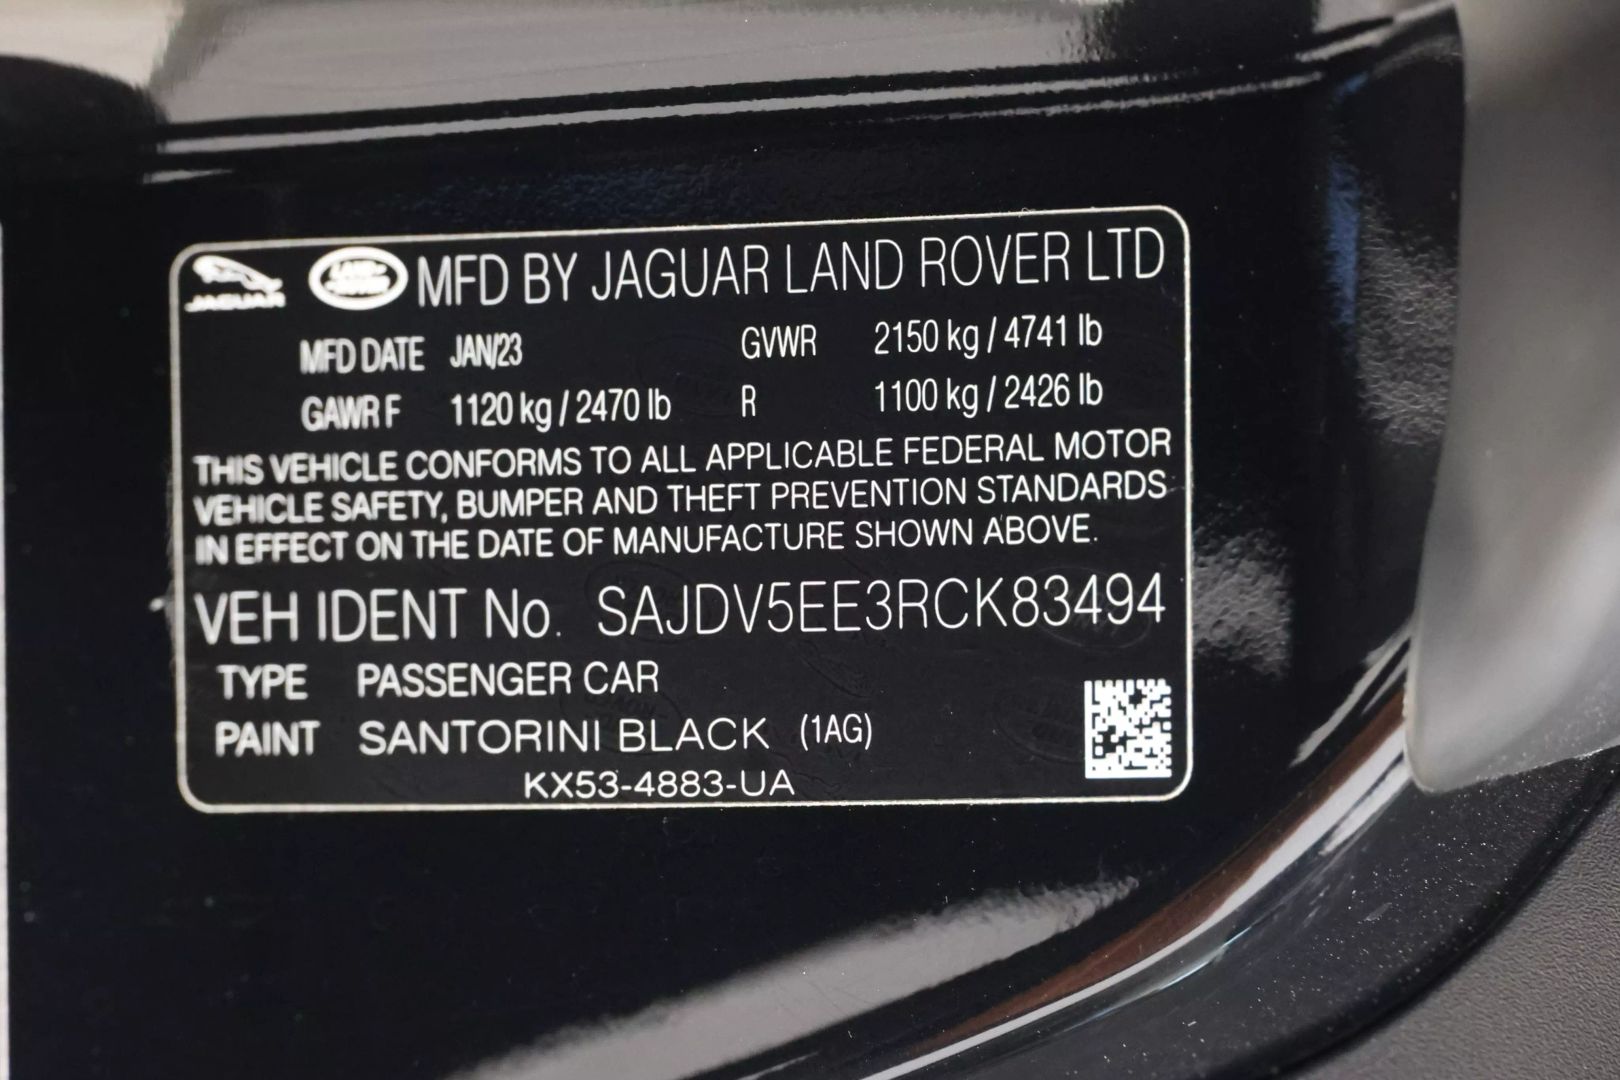 JAGUAR LAND ROVER MFD BY JAGUAR LAND ROVER LTD
MFD DATE JAN/23 GVWR 2150 kg / 4741 lb
GAWR F 1120 kg / 2470 lb R 1100 kg / 2426 lb
THIS VEHICLE CONFORMS TO ALL APPLICABLE FEDERAL MOTOR
VEHICLE SAFETY, BUMPER AND THEFT PREVENTION STANDARDS
IN EFFECT ON THE DATE OF MANUFACTURE SHOWN ABOVE.
VEH IDENT No. SAJDV5EE3RCK83494
TYPE PASSENGER CAR
PAINT SANTORINI BLACK (1AG)
KX53-4883-UA